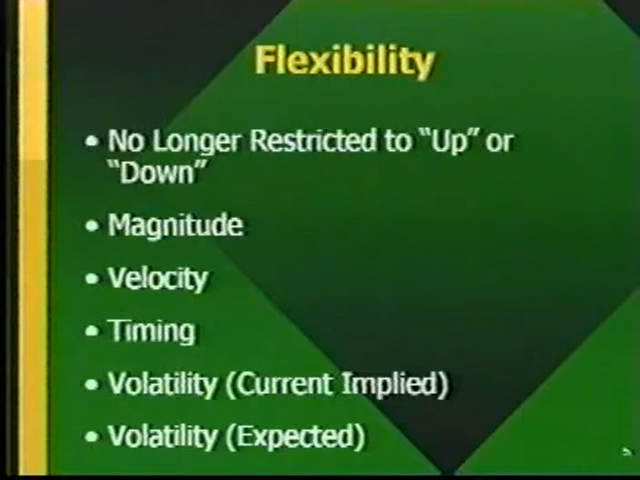 Flexibility
• No Longer Restricted to “Up” or
“Down”
• Magnitude
• Velocity
• Timing
• Volatility (Current Implied)
• Volatility (Expected)